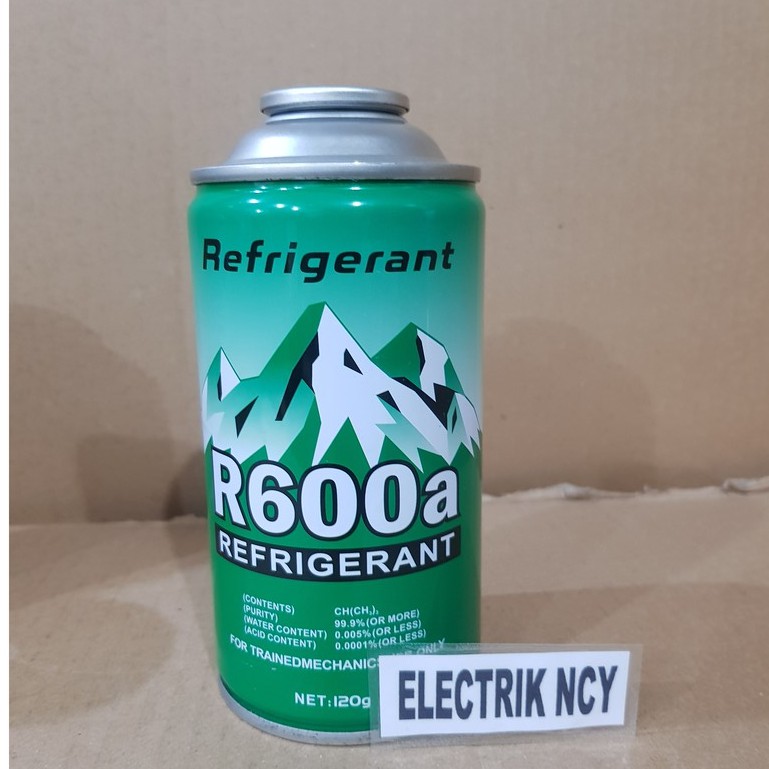 Refrigerant
R600a
REFRIGERANT
(CONTENTS) CH(CH₃)₃
(PURITY) 99.9%(OR MORE)
(WATER CONTENT) 0.005%(OR LESS)
(ACID CONTENT) 0.0001%(OR LESS)
FOR TRAINEDMECHANICS USE ONLY
NET:120g
ELECTRIK NCY